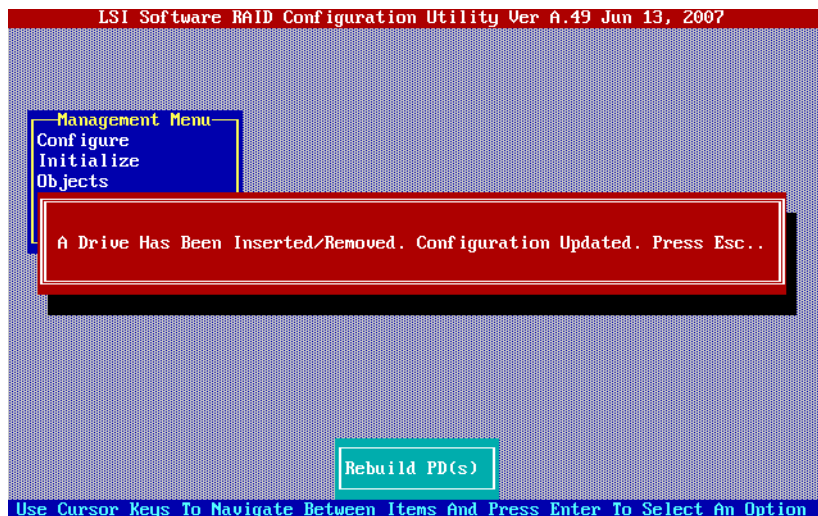 LSI Software RAID Configuration Utility Ver A.49 Jun 13, 2007
Management Menu
Configure
Initialize
Objects
A Drive Has Been Inserted/Removed. Configuration Updated. Press Esc..
Rebuild PD(s)
Use Cursor Keys To Navigate Between Items And Press Enter To Select An Option